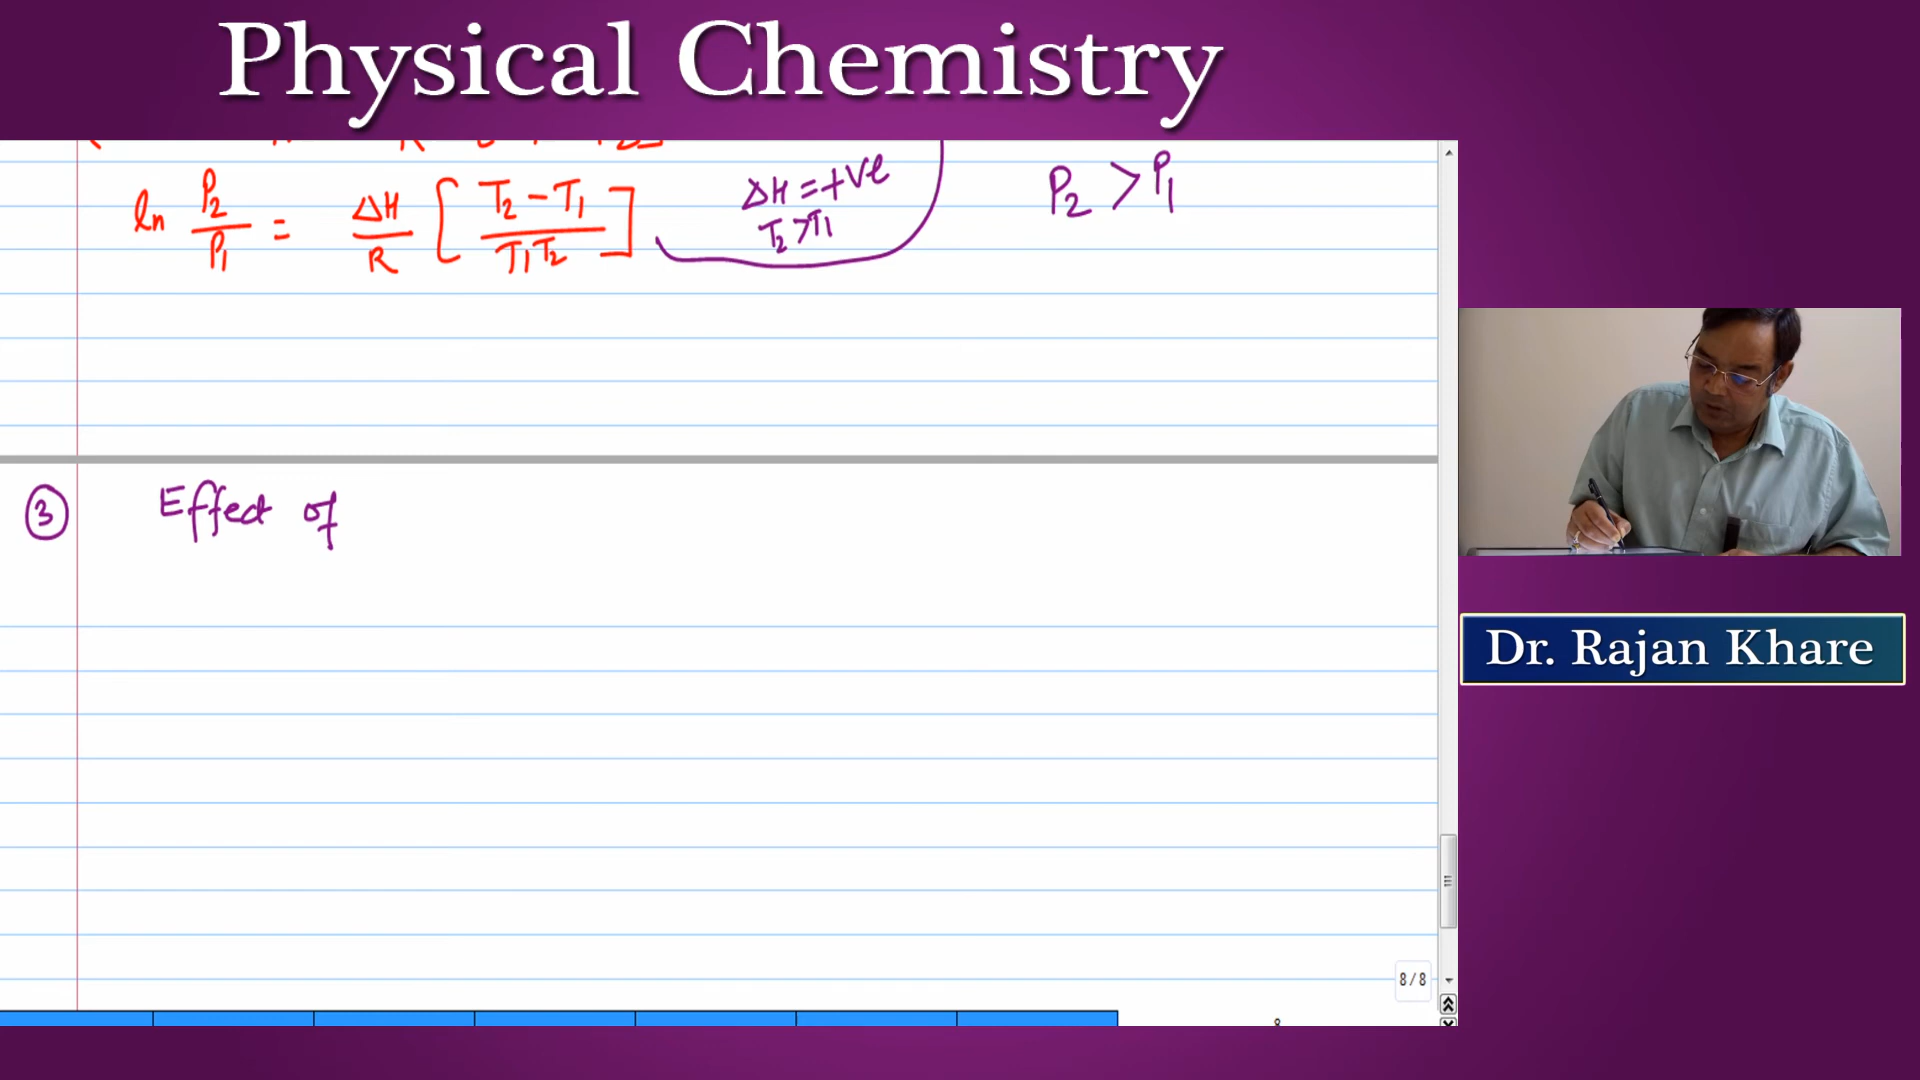 Physical Chemistry
ln P2/P1 = ΔH/R [T2 - T1/T1T2]
ΔH = +ve
T2 > T1
P2 > P1
3 Effect of
Dr. Rajan Khare
8/8
8